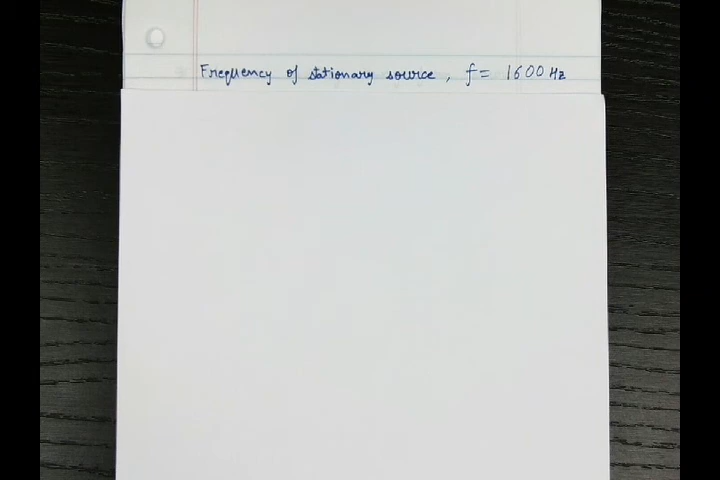 Frequency of stationary source, f = 1600 Hz